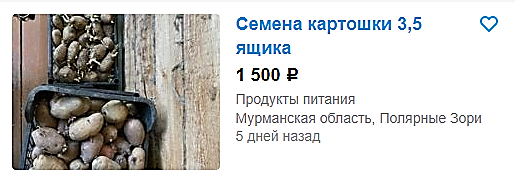 Семена картошки 3,5
ящика
1 500 ₽
Продукты питания
Мурманская область, Полярные Зори
5 дней назад